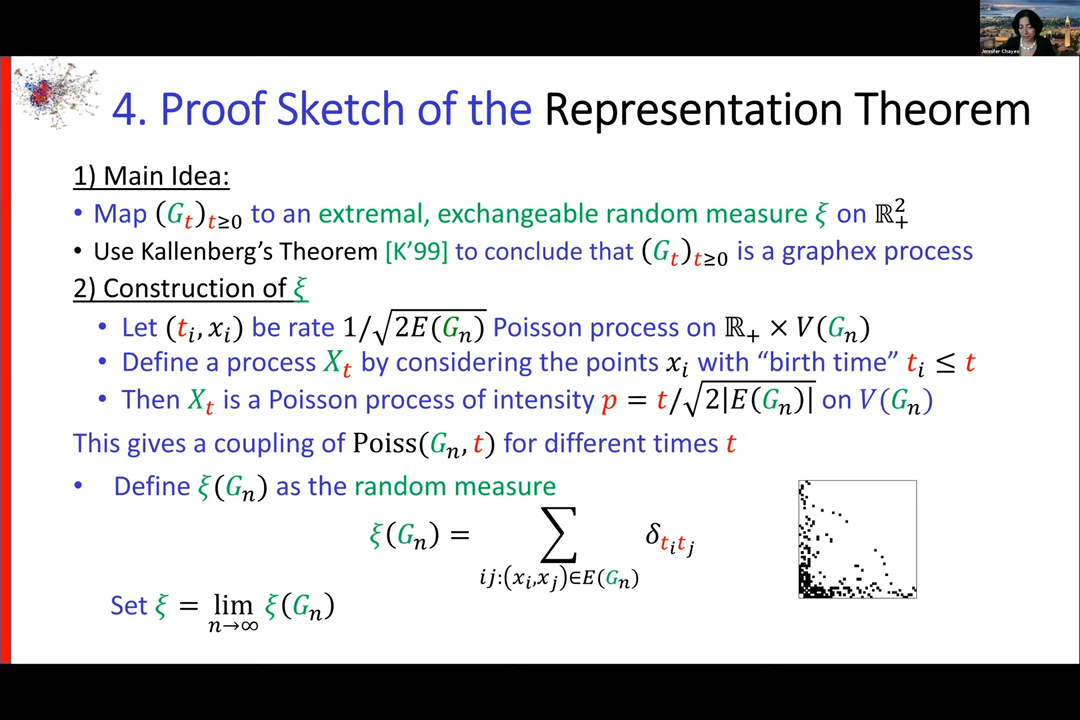 Jennifer Chayes
4. Proof Sketch of the Representation Theorem
1) Main Idea:
• Map (G_t)_{t≥0} to an extremal, exchangeable random measure ξ on ℝ₊²
• Use Kallenberg's Theorem [K'99] to conclude that (G_t)_{t≥0} is a graphex process
2) Construction of ξ
• Let (t_i, x_i) be rate 1/√(2E(G_n)) Poisson process on ℝ₊ × V(G_n)
• Define a process X_t by considering the points x_i with “birth time” t_i ≤ t
• Then X_t is a Poisson process of intensity p = t/√(2|E(G_n)|) on V(G_n)
This gives a coupling of Poiss(G_n, t) for different times t
• Define ξ(G_n) as the random measure
ξ(G_n) = ∑_{ij:(x_i,x_j)∈E(G_n)} δ_{t_i t_j}
Set ξ = lim_{n→∞} ξ(G_n)